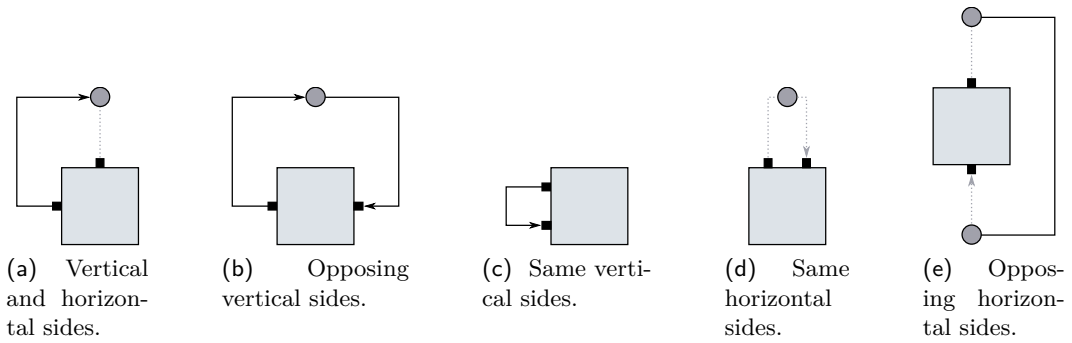 (a) Vertical
and horizon-
tal sides.
(b) Opposing
vertical sides.
(c) Same verti-
cal sides.
(d) Same
horizontal
sides.
(e) Oppos-
ing horizon-
tal sides.